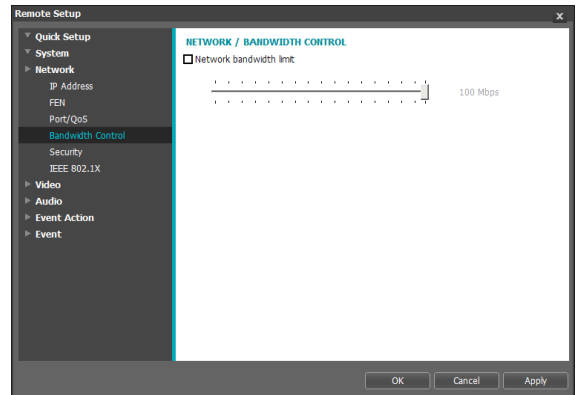 Remote Setup
x
Quick Setup
System
Network
IP Address
FEN
Port/QoS
Bandwidth Control
Security
IEEE 802.1X
Video
Audio
Event Action
Event
NETWORK / BANDWIDTH CONTROL
Network bandwidth limit
100 Mbps
OK
Cancel
Apply